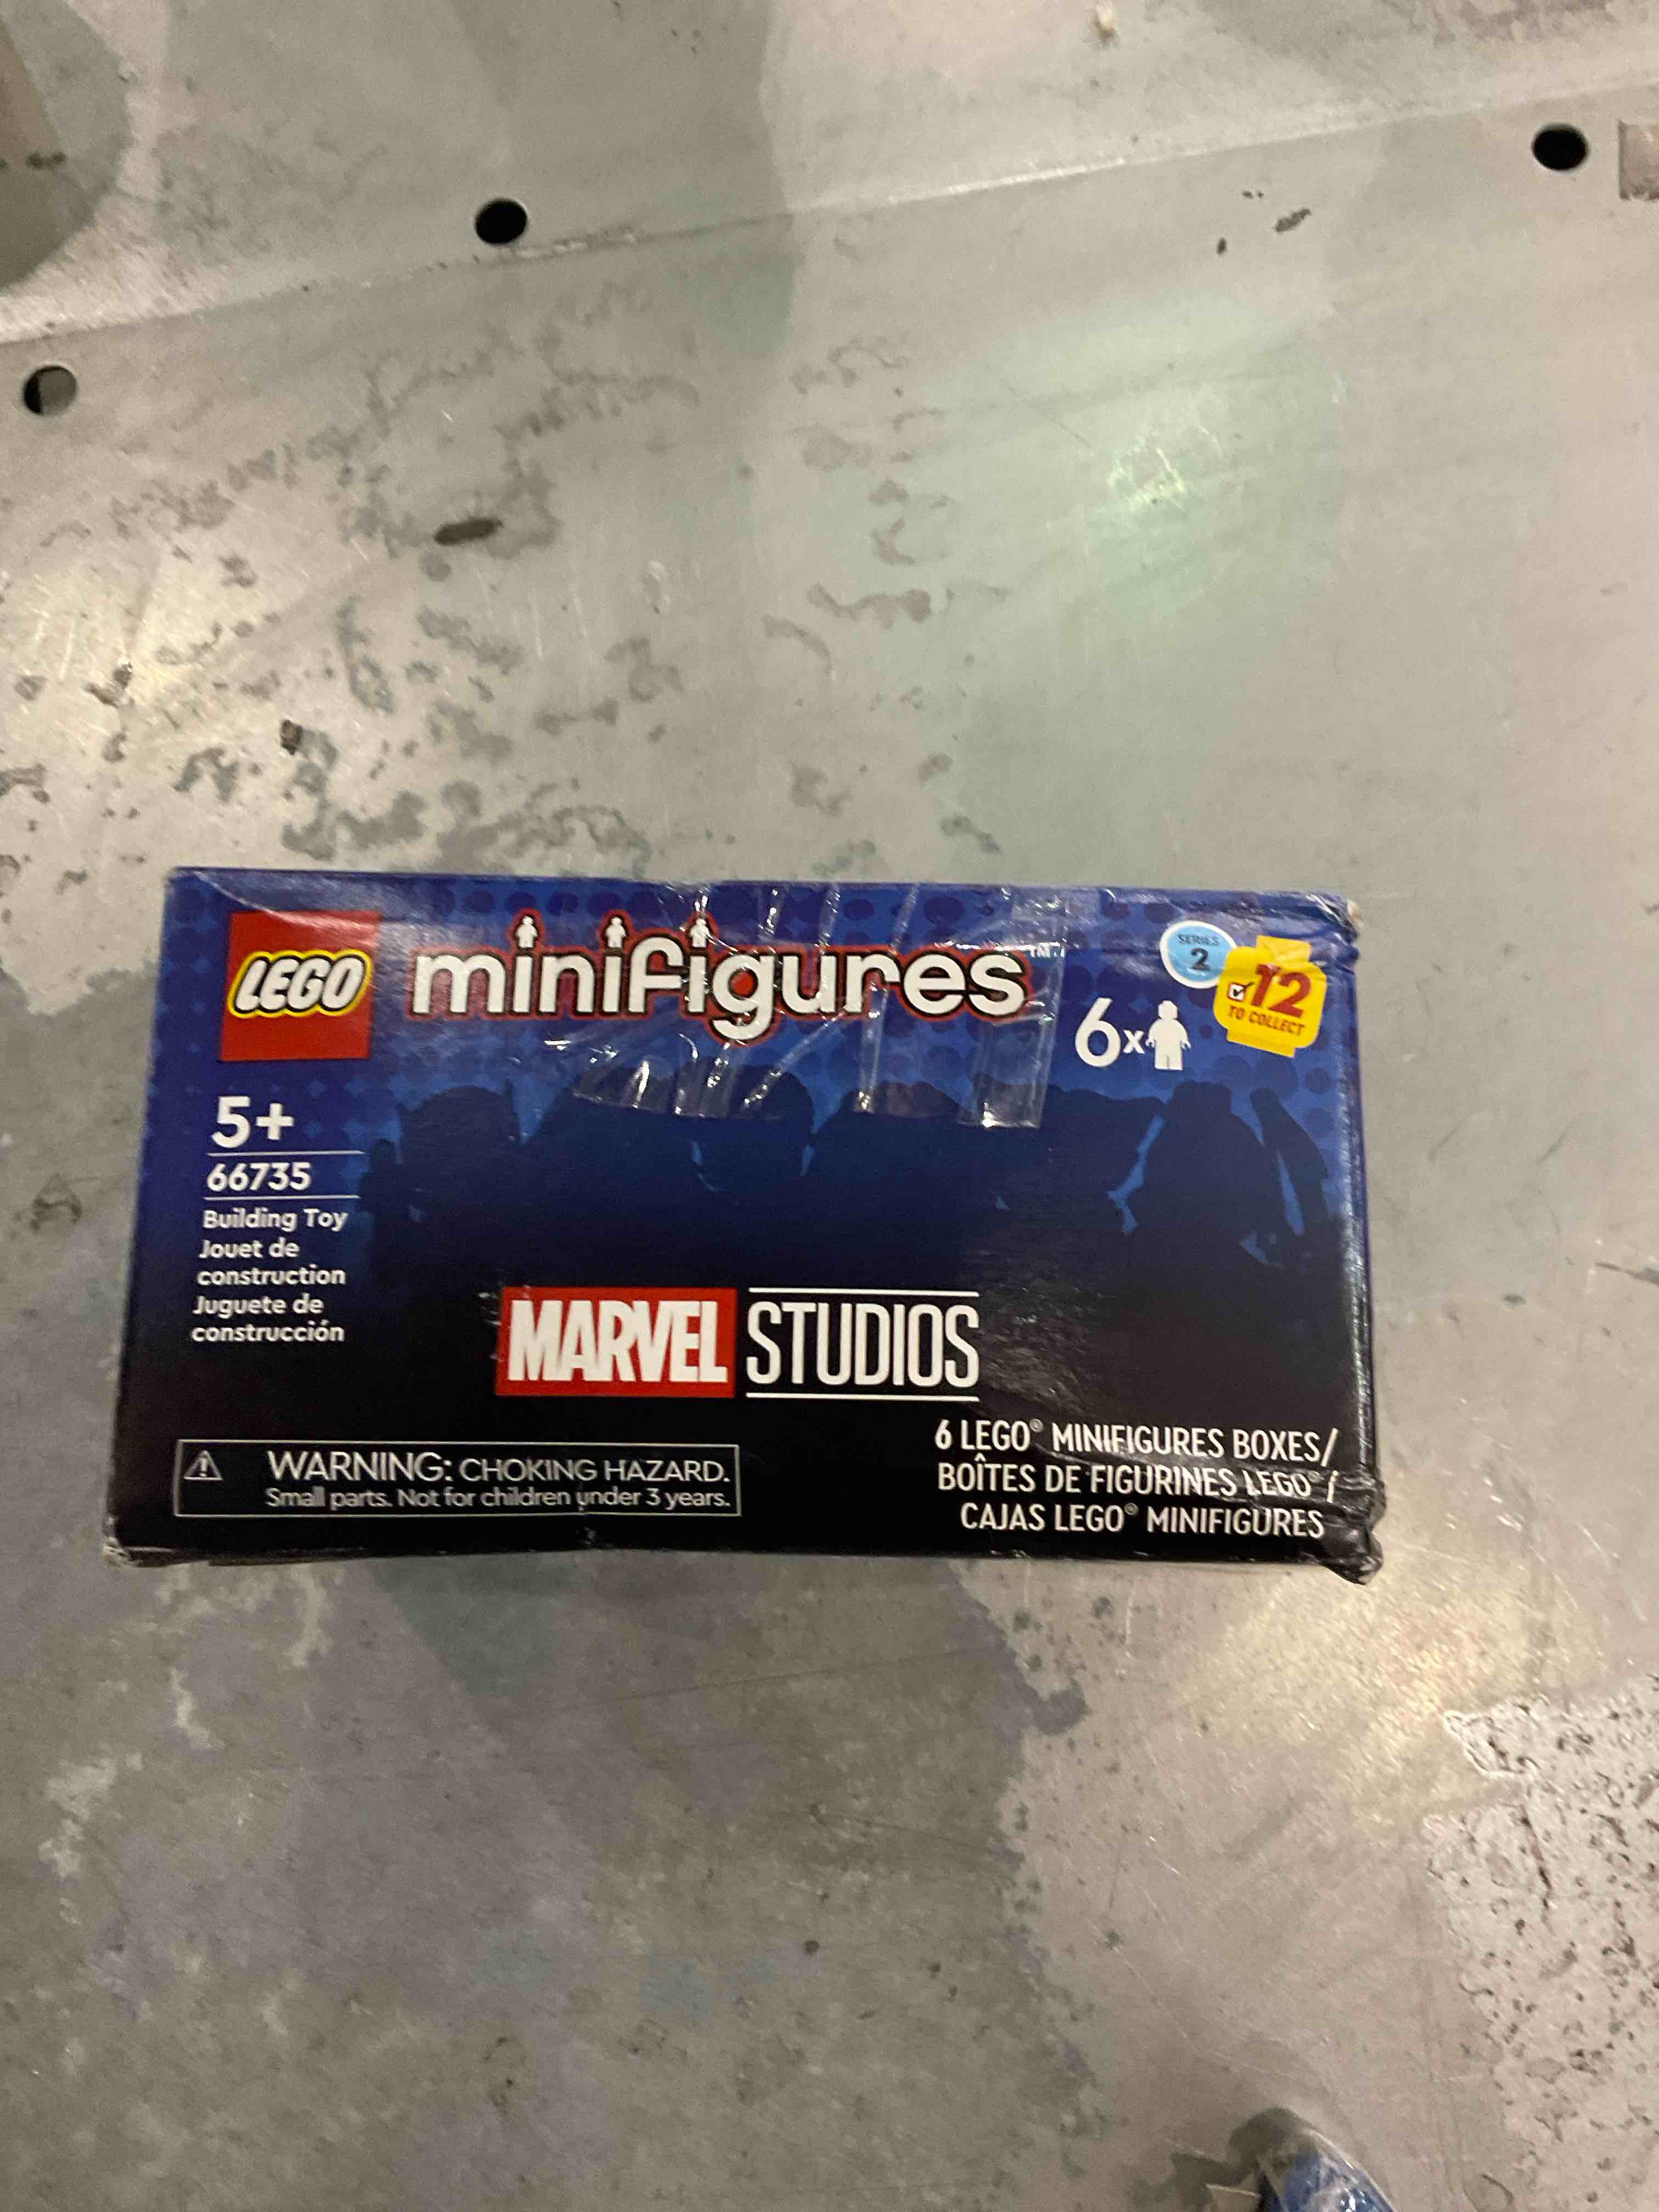 LEGO minifigures™
SERIES
2
12
TO COLLECT
6x
5+
66735
Building Toy
Jouet de
construction
Juguete de
construcción
MARVEL STUDIOS
WARNING: CHOKING HAZARD.
Small parts. Not for children under 3 years.
6 LEGO® MINIFIGURES BOXES/
BOÎTES DE FIGURINES LEGO® /
CAJAS LEGO® MINIFIGURES